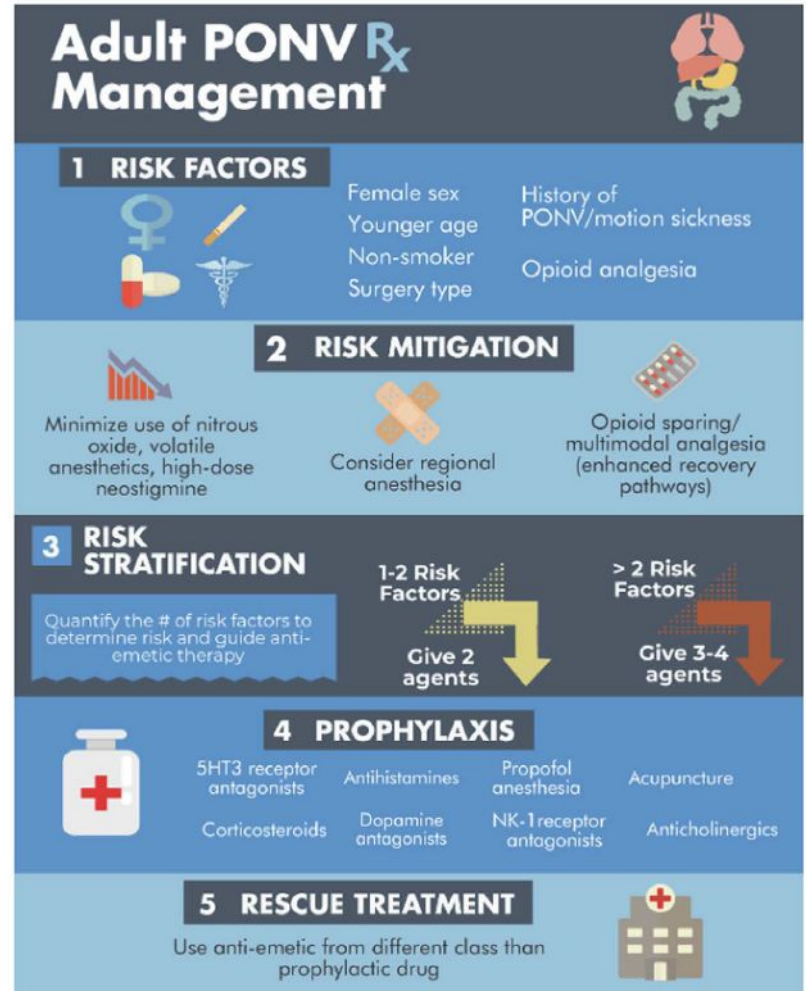 Adult PONV Rx
Management
1 RISK FACTORS
Female sex
Younger age
Non-smoker
Surgery type
History of
PONV/motion sickness
Opioid analgesia
2 RISK MITIGATION
Minimize use of nitrous
oxide, volatile
anesthetics, high-dose
neostigmine
Consider regional
anesthesia
Opioid sparing/
multimodal analgesia
(enhanced recovery
pathways)
3 RISK
STRATIFICATION
Quantify the # of risk factors to
determine risk and guide anti-
emetic therapy
1-2 Risk
Factors
Give 2
agents
> 2 Risk
Factors
Give 3-4
agents
4 PROPHYLAXIS
5HT3 receptor
antagonists
Antihistamines
Propofol
anesthesia
Acupuncture
Corticosteroids
Dopamine
antagonists
NK-1 receptor
antagonists
Anticholinergics
5 RESCUE TREATMENT
Use anti-emetic from different class than
prophylactic drug